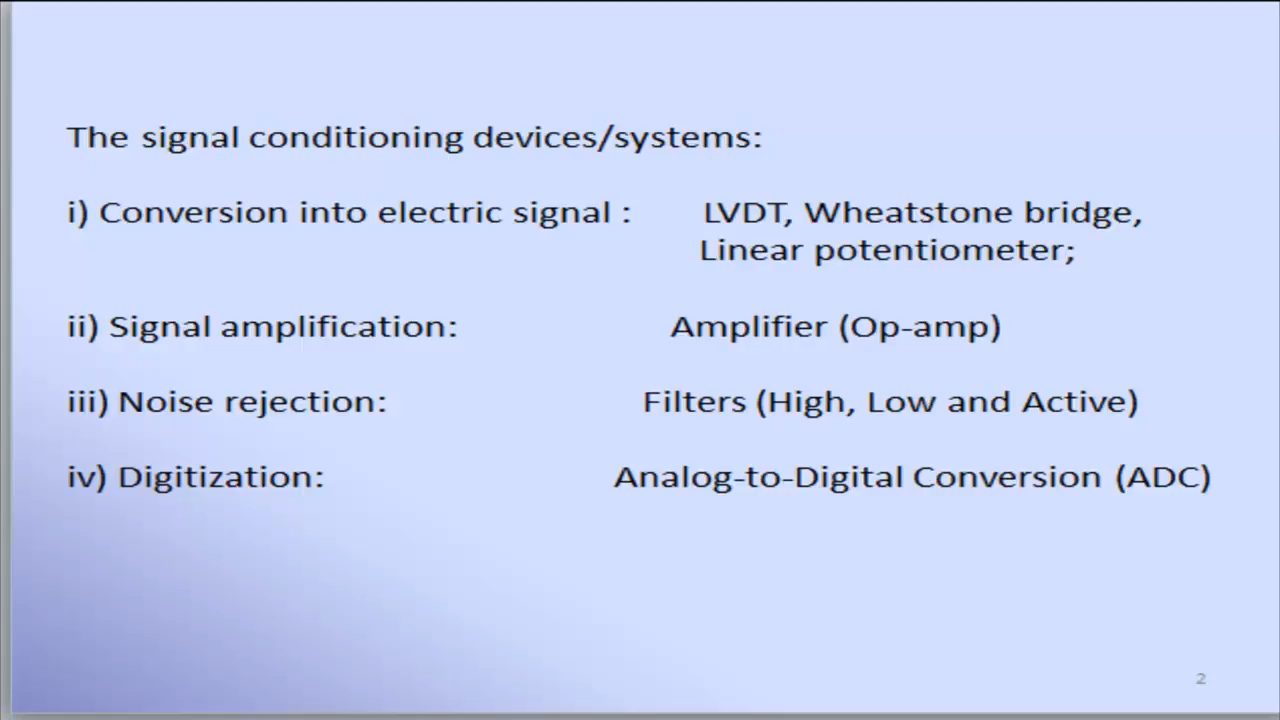 The signal conditioning devices/systems:
i) Conversion into electric signal : LVDT, Wheatstone bridge,
Linear potentiometer;
ii) Signal amplification: Amplifier (Op-amp)
iii) Noise rejection: Filters (High, Low and Active)
iv) Digitization: Analog-to-Digital Conversion (ADC)
2